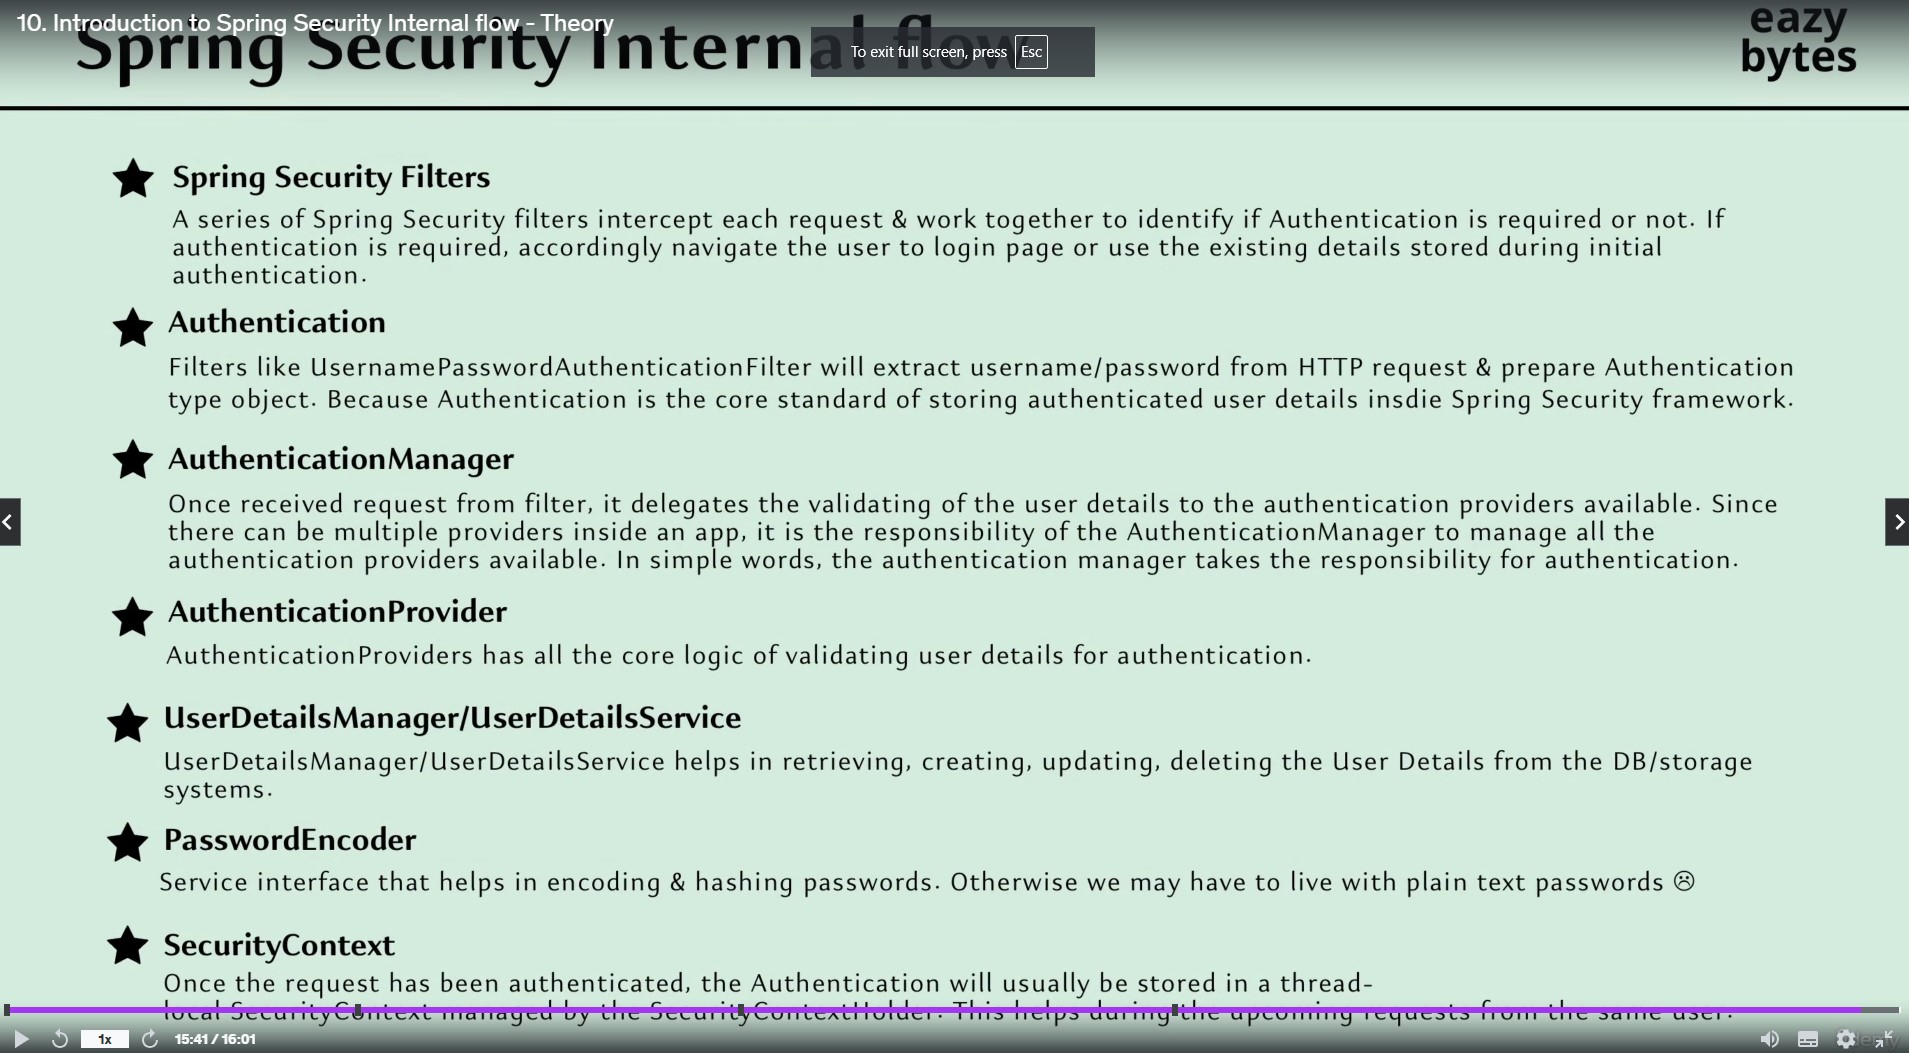 10. Introduction to Spring Security Internal flow - Theory
Spring Security Internal flow
To exit full screen, press Esc
eazy
bytes
Spring Security Filters
A series of Spring Security filters intercept each request & work together to identify if Authentication is required or not. If
authentication is required, accordingly navigate the user to login page or use the existing details stored during initial
authentication.
Authentication
Filters like UsernamePasswordAuthenticationFilter will extract username/password from HTTP request & prepare Authentication
type object. Because Authentication is the core standard of storing authenticated user details insdie Spring Security framework.
AuthenticationManager
Once received request from filter, it delegates the validating of the user details to the authentication providers available. Since
there can be multiple providers inside an app, it is the responsibility of the AuthenticationManager to manage all the
authentication providers available. In simple words, the authentication manager takes the responsibility for authentication.
AuthenticationProvider
AuthenticationProviders has all the core logic of validating user details for authentication.
UserDetailsManager/UserDetailsService
UserDetailsManager/UserDetailsService helps in retrieving, creating, updating, deleting the User Details from the DB/storage
systems.
PasswordEncoder
Service interface that helps in encoding & hashing passwords. Otherwise we may have to live with plain text passwords ☹
SecurityContext
Once the request has been authenticated, the Authentication will usually be stored in a thread-
local SecurityContext managed by the SecurityContextHolder. This helps during the upcoming requests from the same user.
1x
15:41 / 16:01